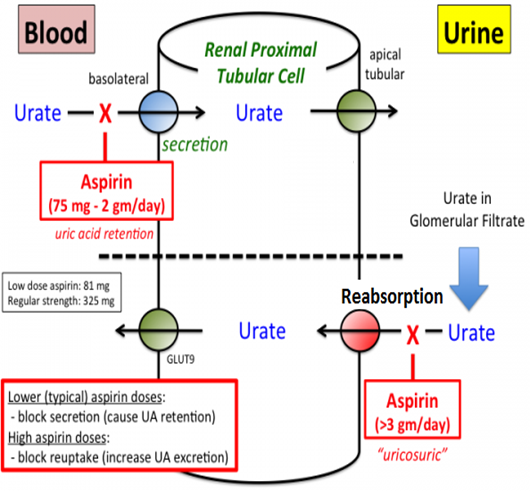 Blood
Renal Proximal
Tubular Cell
Urine
basolateral
apical
tubular
Urate
X
Urate
secretion
Aspirin
(75 mg - 2 gm/day)
uric acid retention
Urate in
Glomerular Filtrate
Low dose aspirin: 81 mg
Regular strength: 325 mg
Reabsorption
Urate
X
Urate
GLUT9
Lower (typical) aspirin doses:
- block secretion (cause UA retention)
High aspirin doses:
- block reuptake (increase UA excretion)
Aspirin
(>3 gm/day)
"uricosuric"